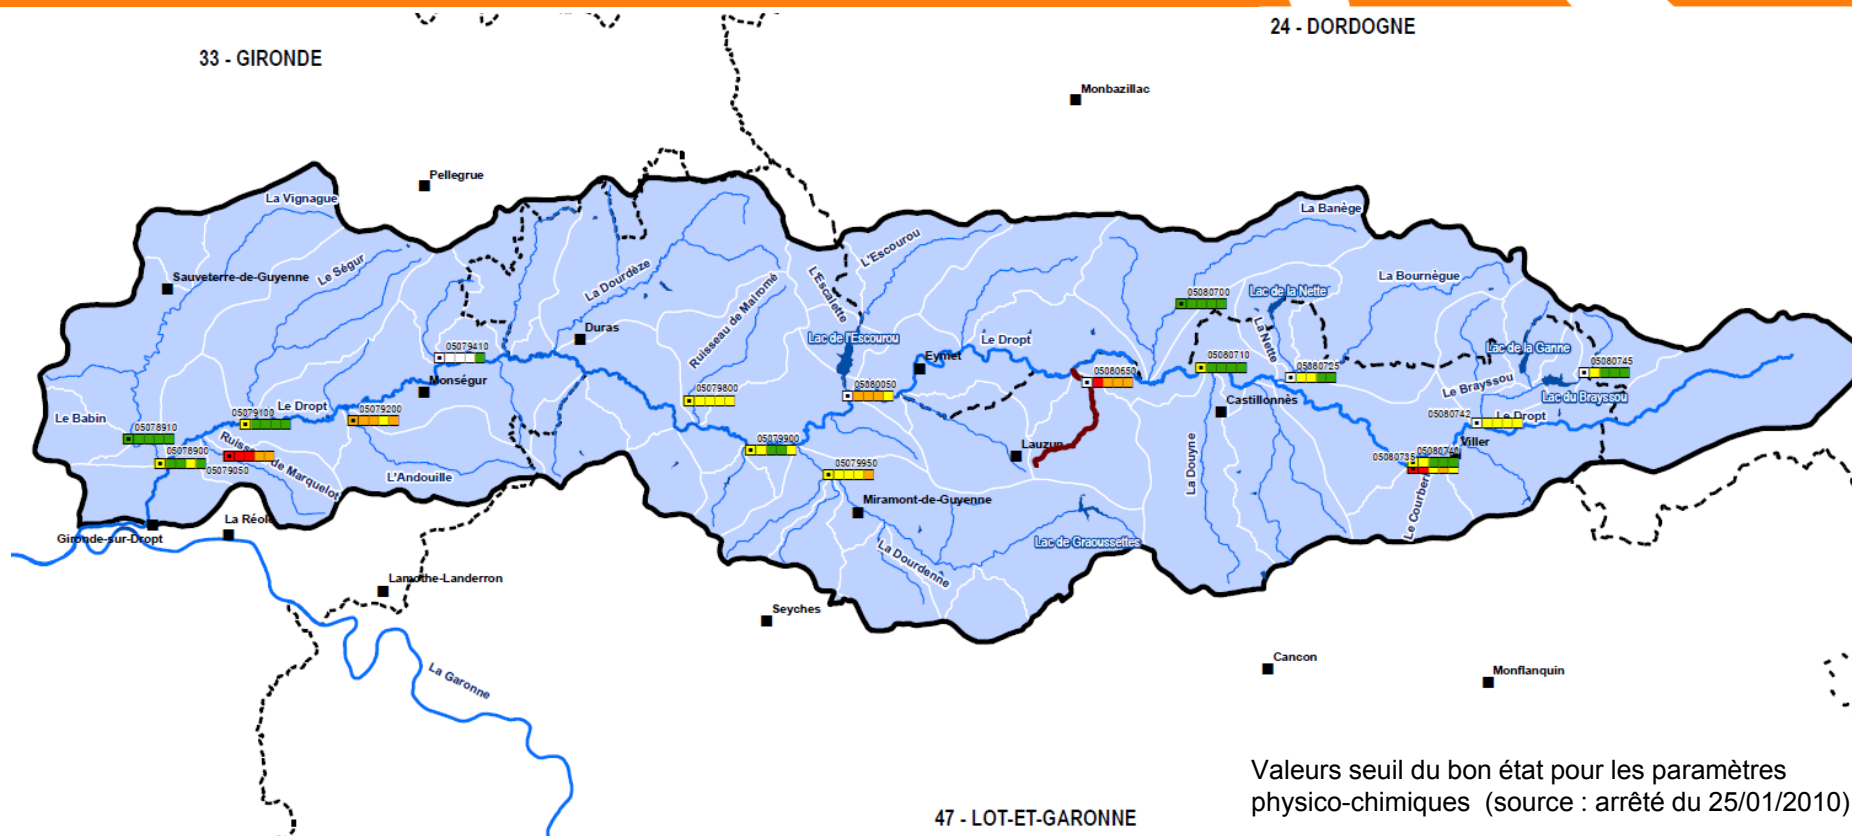 24 - DORDOGNE
33 - GIRONDE
Monbazillac
Pellegrue
La Vignague
La Banège
Sauveterre-de-Guyenne
Le Ségur
La Dourdèze
Ruisseau de Malromé
L'Escalette
L'Escourou
La Bournègue
Lac de la Nette
05080700
La Nette
Duras
Lac de l'Escourou
Le Dropt
05079410
Eymet
Lac de la Ganne
05080745
05080710
05080725
05080650
Monségur
05079800
05080050
Le Brayssou
Lac du Brayssou
Castillonnès
Le Babin
05079100
Le Dropt
05079200
05080742
Le Dropt
05078910
Ruisseau de Marquelot
05079900
Lauzun
Viller
05078900
05079050
05080735
05080740
L'Andouille
05079950
La Douyne
Le Courber
Miramont-de-Guyenne
La Réole
Gironde-sur-Dropt
Lac de Graoussettes
La Dourdenne
Lamothe-Landerron
Seyches
La Garonne
Cancon
Monflanquin
Valeurs seuil du bon état pour les paramètres
physico-chimiques (source : arrêté du 25/01/2010)
47 - LOT-ET-GARONNE